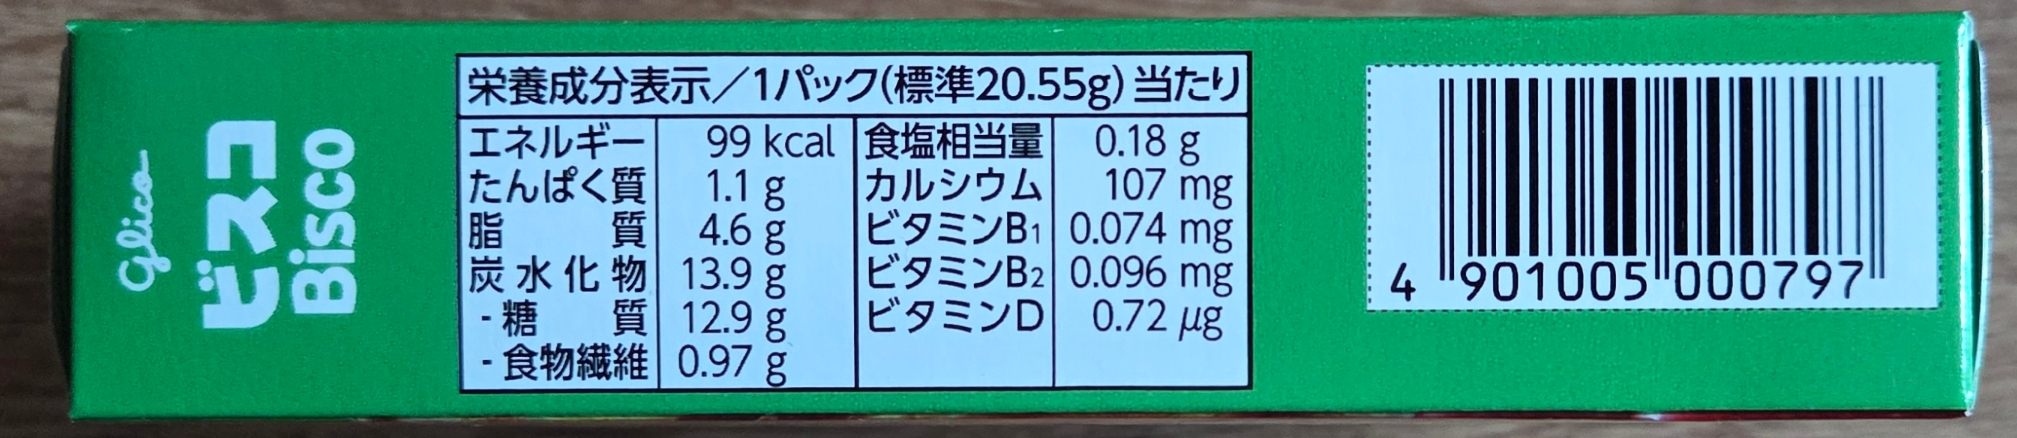 Glico
ビスコ
Bisco
栄養成分表示／1パック(標準20.55g)当たり
エネルギー 99 kcal
たんぱく質 1.1 g
脂質 4.6 g
炭水化物 13.9 g
- 糖質 12.9 g
- 食物繊維 0.97 g
食塩相当量 0.18 g
カルシウム 107 mg
ビタミンB1 0.074 mg
ビタミンB2 0.096 mg
ビタミンD 0.72 μg
4 901005 000797